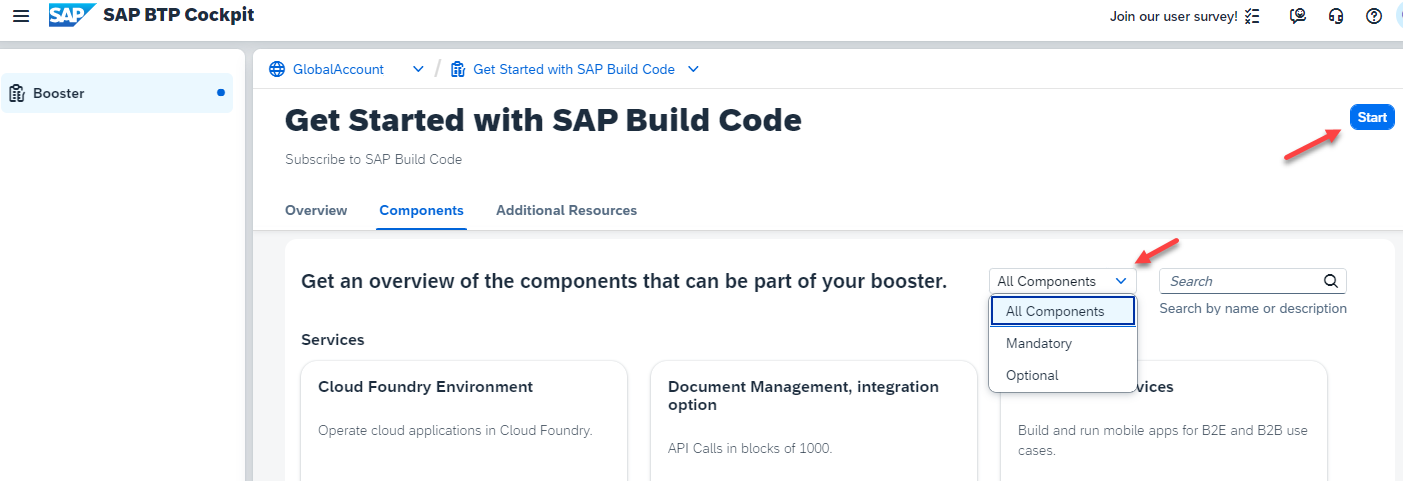 SAP SAP BTP Cockpit
Join our user survey!
Booster
GlobalAccount / Get Started with SAP Build Code
Get Started with SAP Build Code
Start
Subscribe to SAP Build Code
Overview Components Additional Resources
Get an overview of the components that can be part of your booster.
All Components
Search
Search by name or description
All Components
Mandatory
Optional
Services
Cloud Foundry Environment
Operate cloud applications in Cloud Foundry.
Document Management, integration
option
API Calls in blocks of 1000.
Build and run mobile apps for B2E and B2B use
cases.